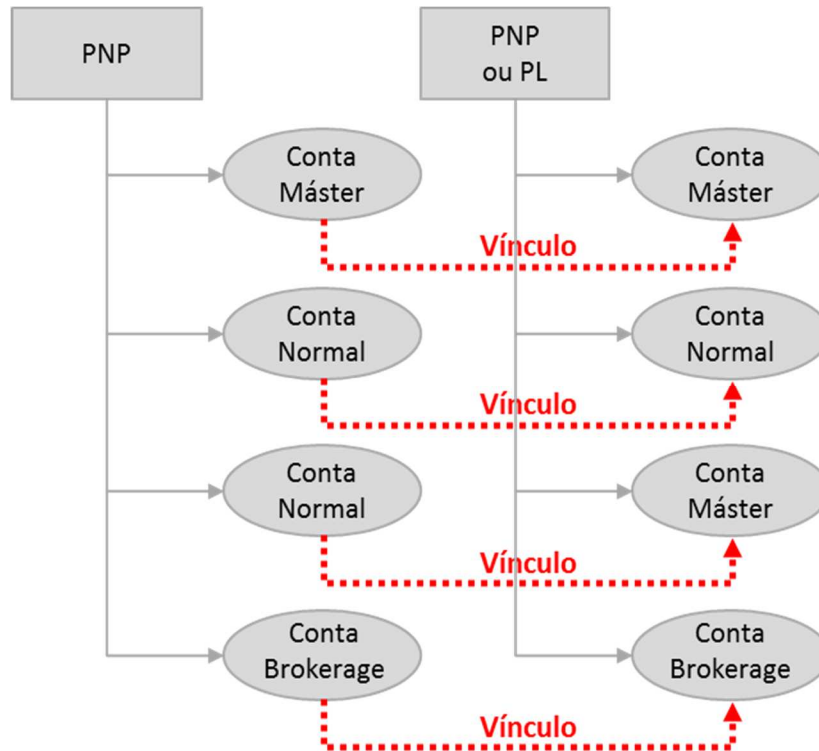 PNP
PNP
ou PL
Conta
Máster
Conta
Máster
Vínculo
Conta
Normal
Conta
Normal
Vínculo
Conta
Normal
Conta
Máster
Vínculo
Conta
Brokerage
Conta
Brokerage
Vínculo